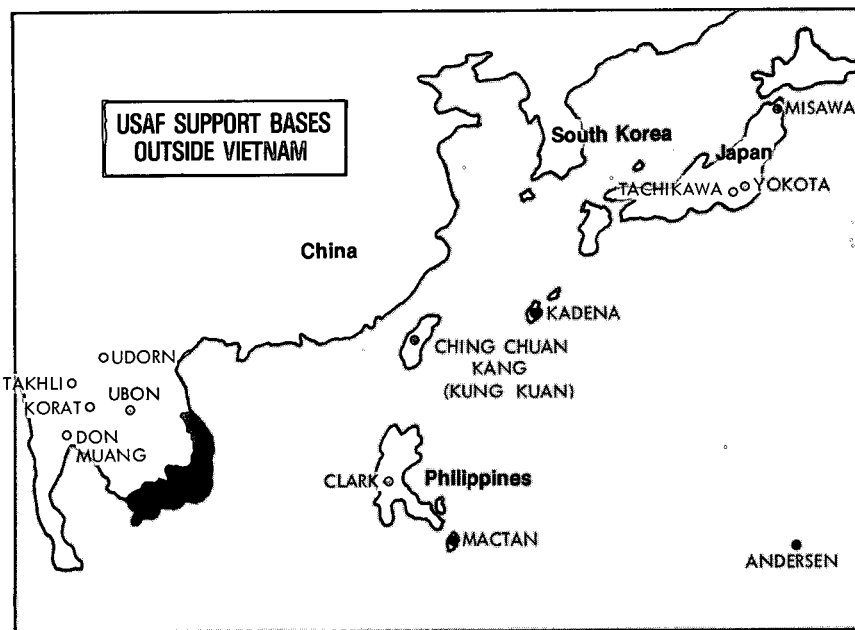 USAF SUPPORT BASES
OUTSIDE VIETNAM
MISAWA
South Korea
Japan
TACHIKAWA
YOKOTA
China
KADENA
CHING CHUAN
KANG
(KUNG KUAN)
UDORN
TAKHLI
UBON
KORAT
DON
MUANG
CLARK
Philippines
MACTAN
ANDERSEN